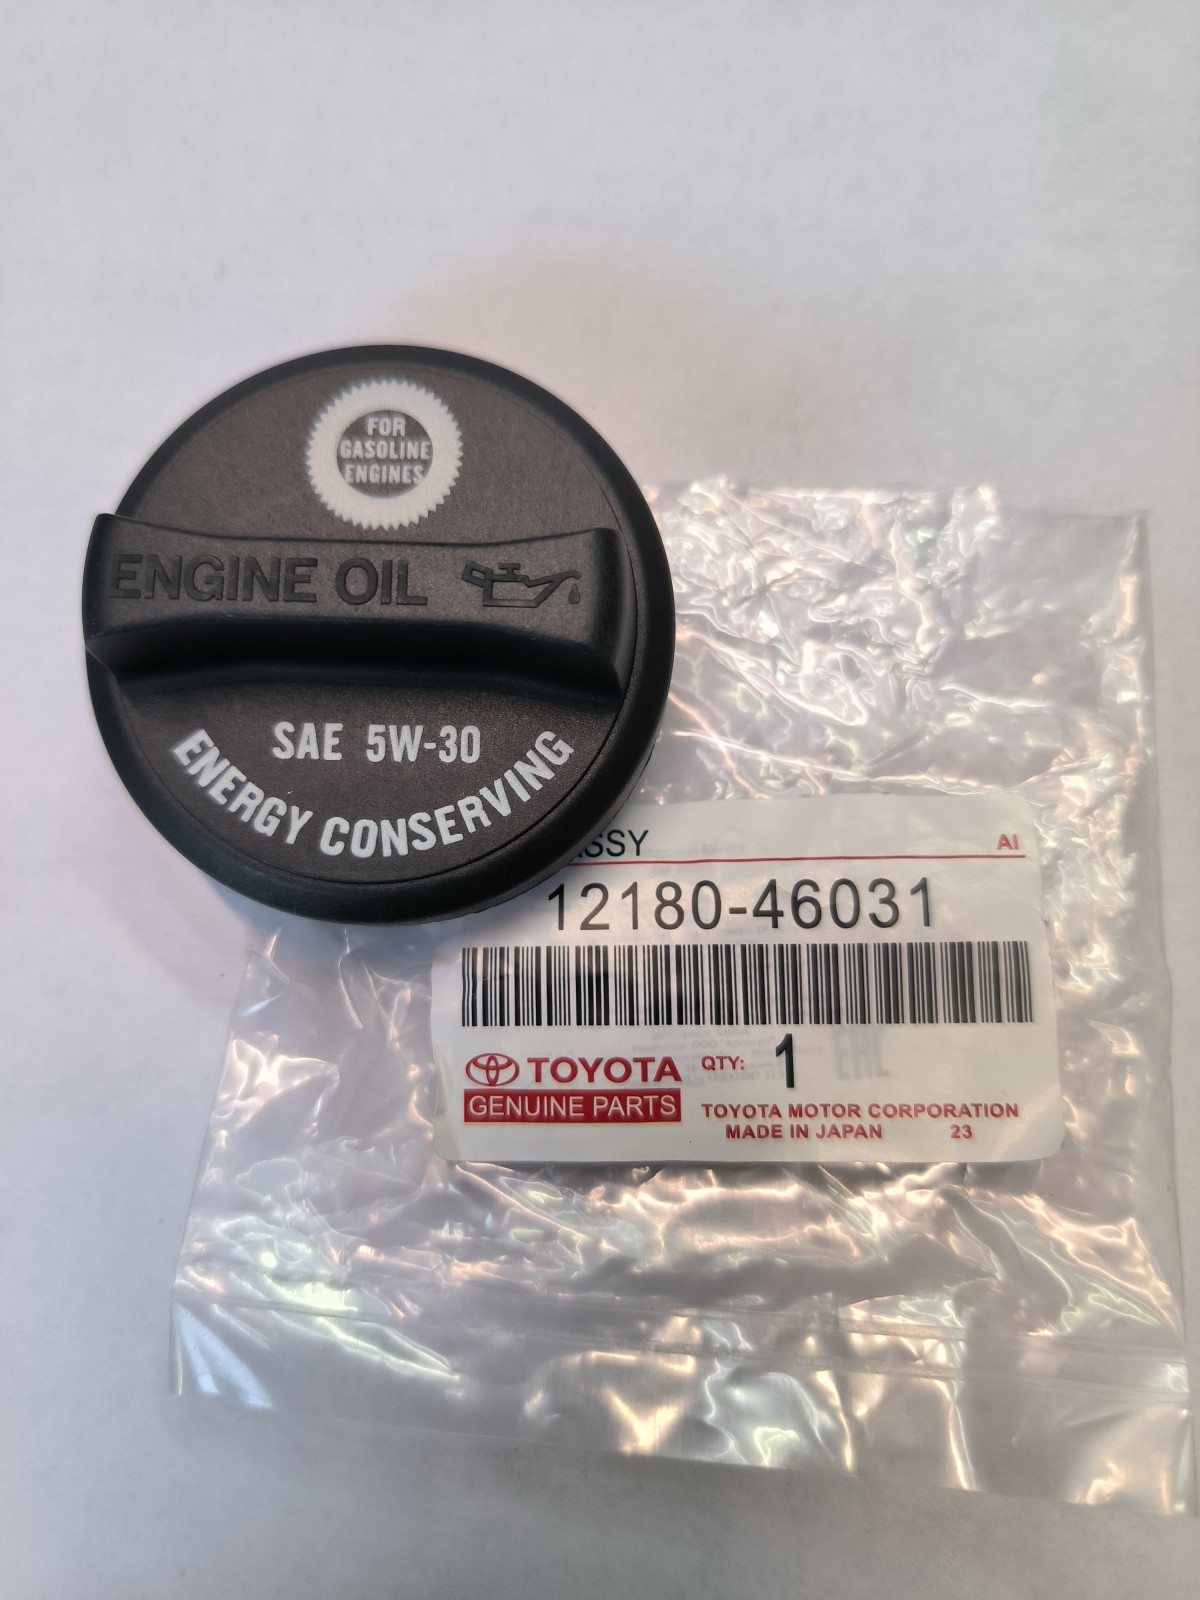 FOR
GASOLINE
ENGINES
ENGINE OIL
SAE 5W-30
ENERGY CONSERVING
SSY AI
12180-46031
TOYOTA QTY: 1
GENUINE PARTS
TOYOTA MOTOR CORPORATION
MADE IN JAPAN 23